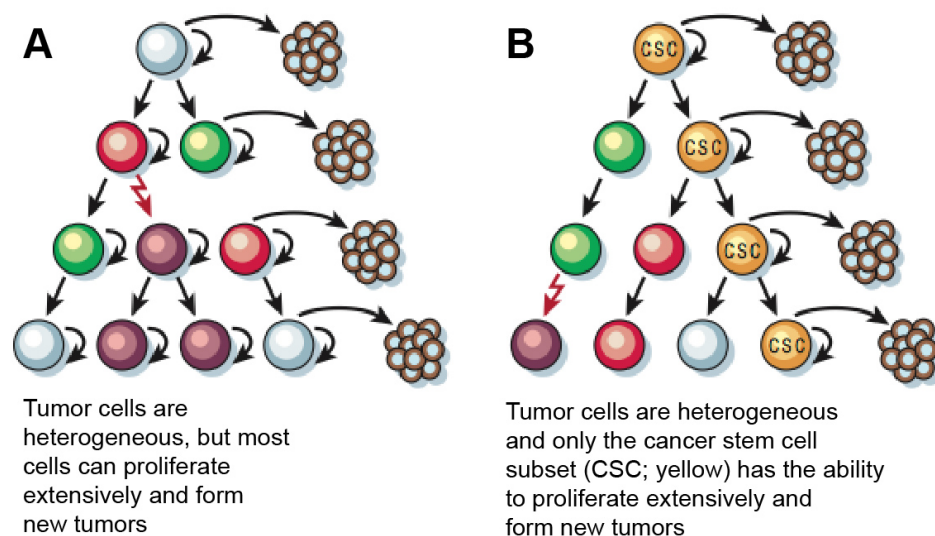 A
B
CSC
CSC
CSC
CSC
Tumor cells are
heterogeneous, but most
cells can proliferate
extensively and form
new tumors
Tumor cells are heterogeneous
and only the cancer stem cell
subset (CSC; yellow) has the ability
to proliferate extensively and
form new tumors